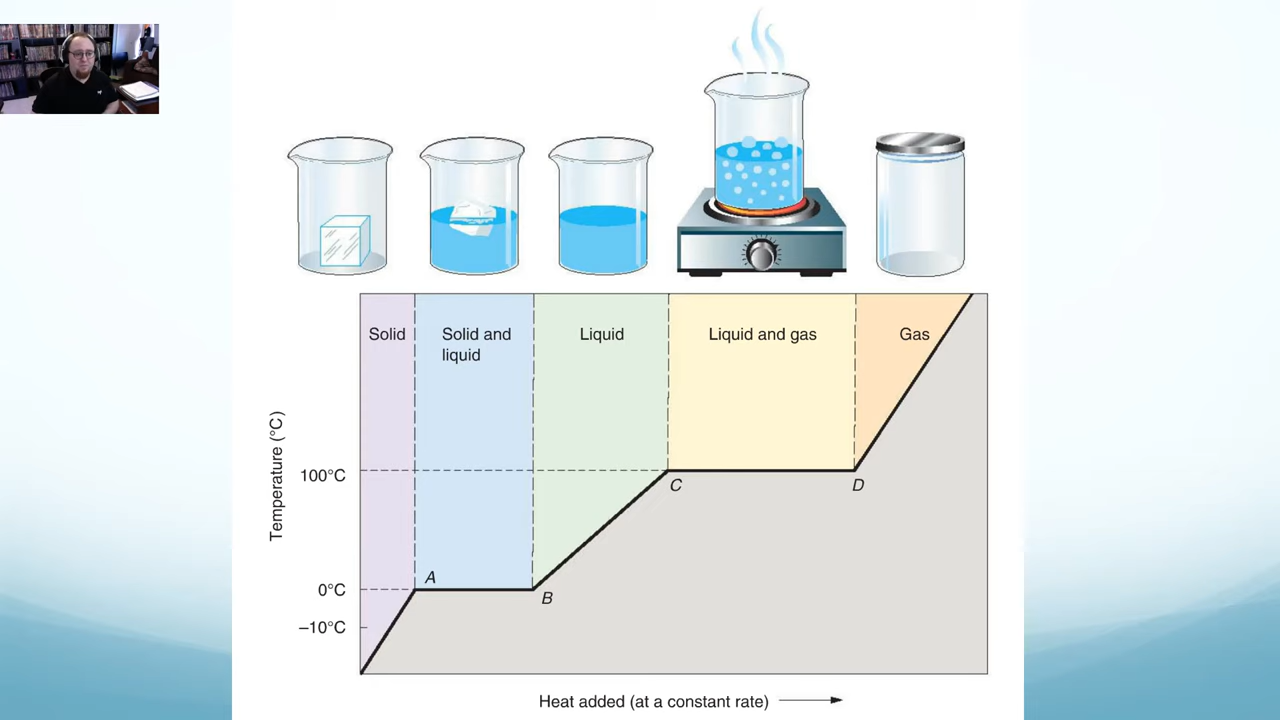 Solid
Solid and
liquid
Liquid
Liquid and gas
Gas
Temperature (°C)
100°C
0°C
–10°C
A
B
C
D
Heat added (at a constant rate)